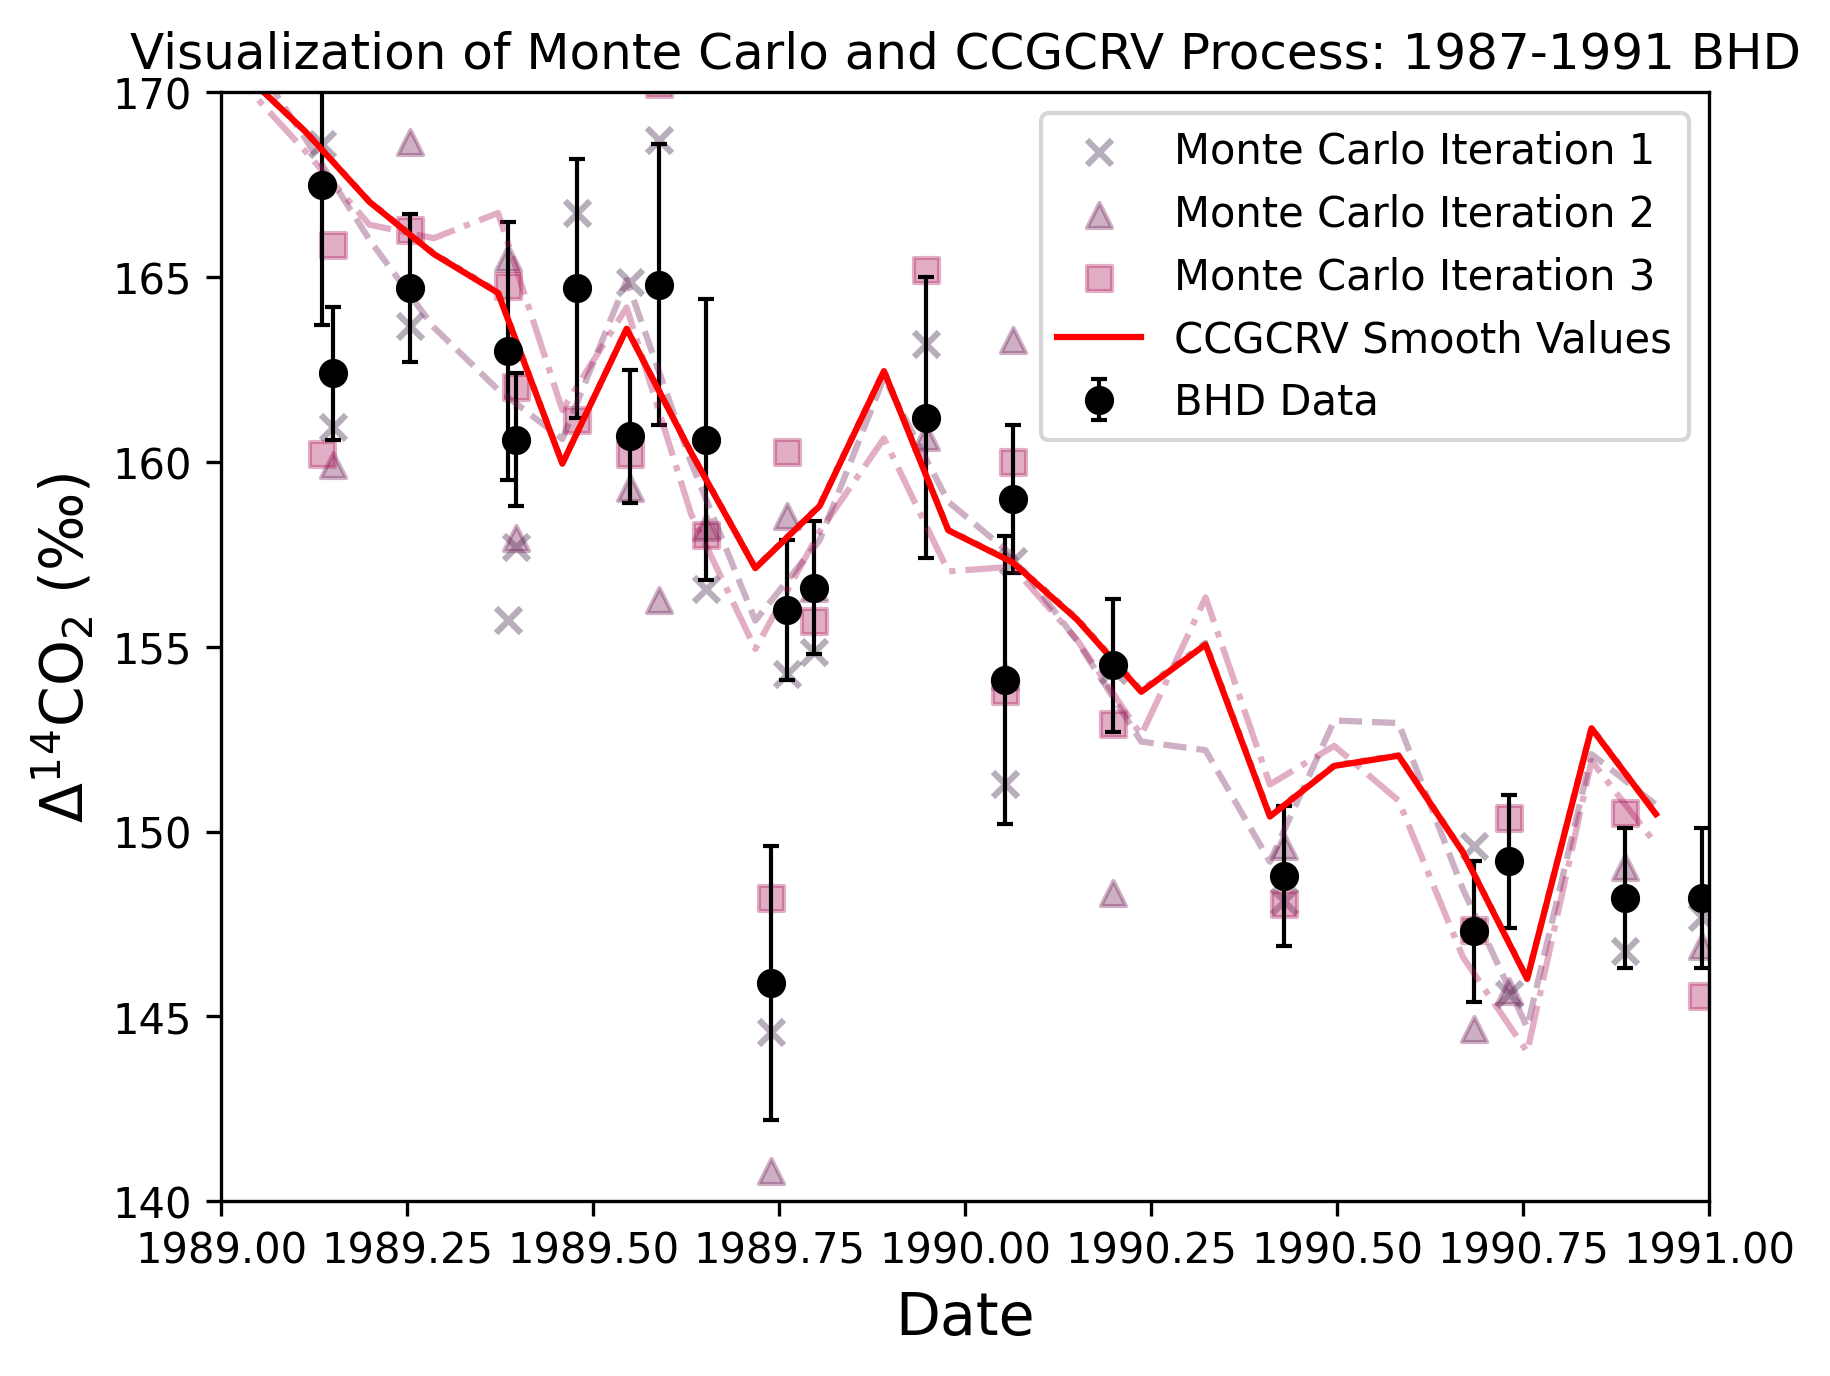 Visualization of Monte Carlo and CCGCRV Process: 1987-1991 BHD
Monte Carlo Iteration 1
Monte Carlo Iteration 2
Monte Carlo Iteration 3
CCGCRV Smooth Values
BHD Data
170
165
160
155
150
145
140
Δ¹⁴CO₂ (‰)
1989.00 1989.25 1989.50 1989.75 1990.00 1990.25 1990.50 1990.75 1991.00
Date